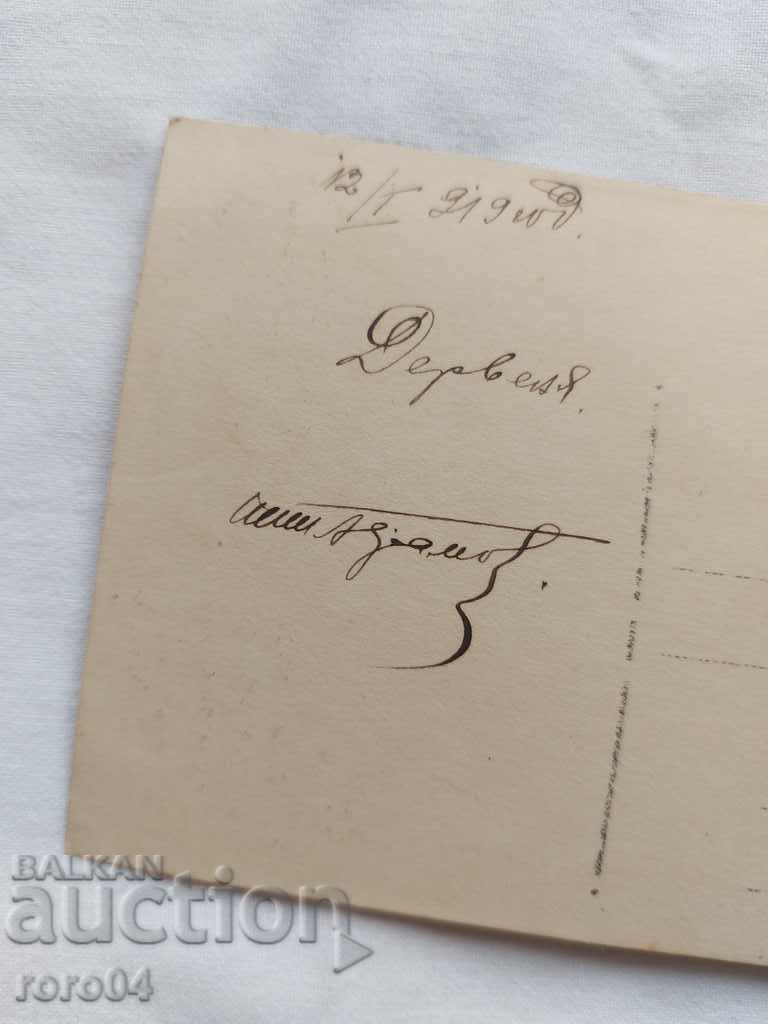 12/I 919 год.
Дервеня.
BALKAN
auction
roro04